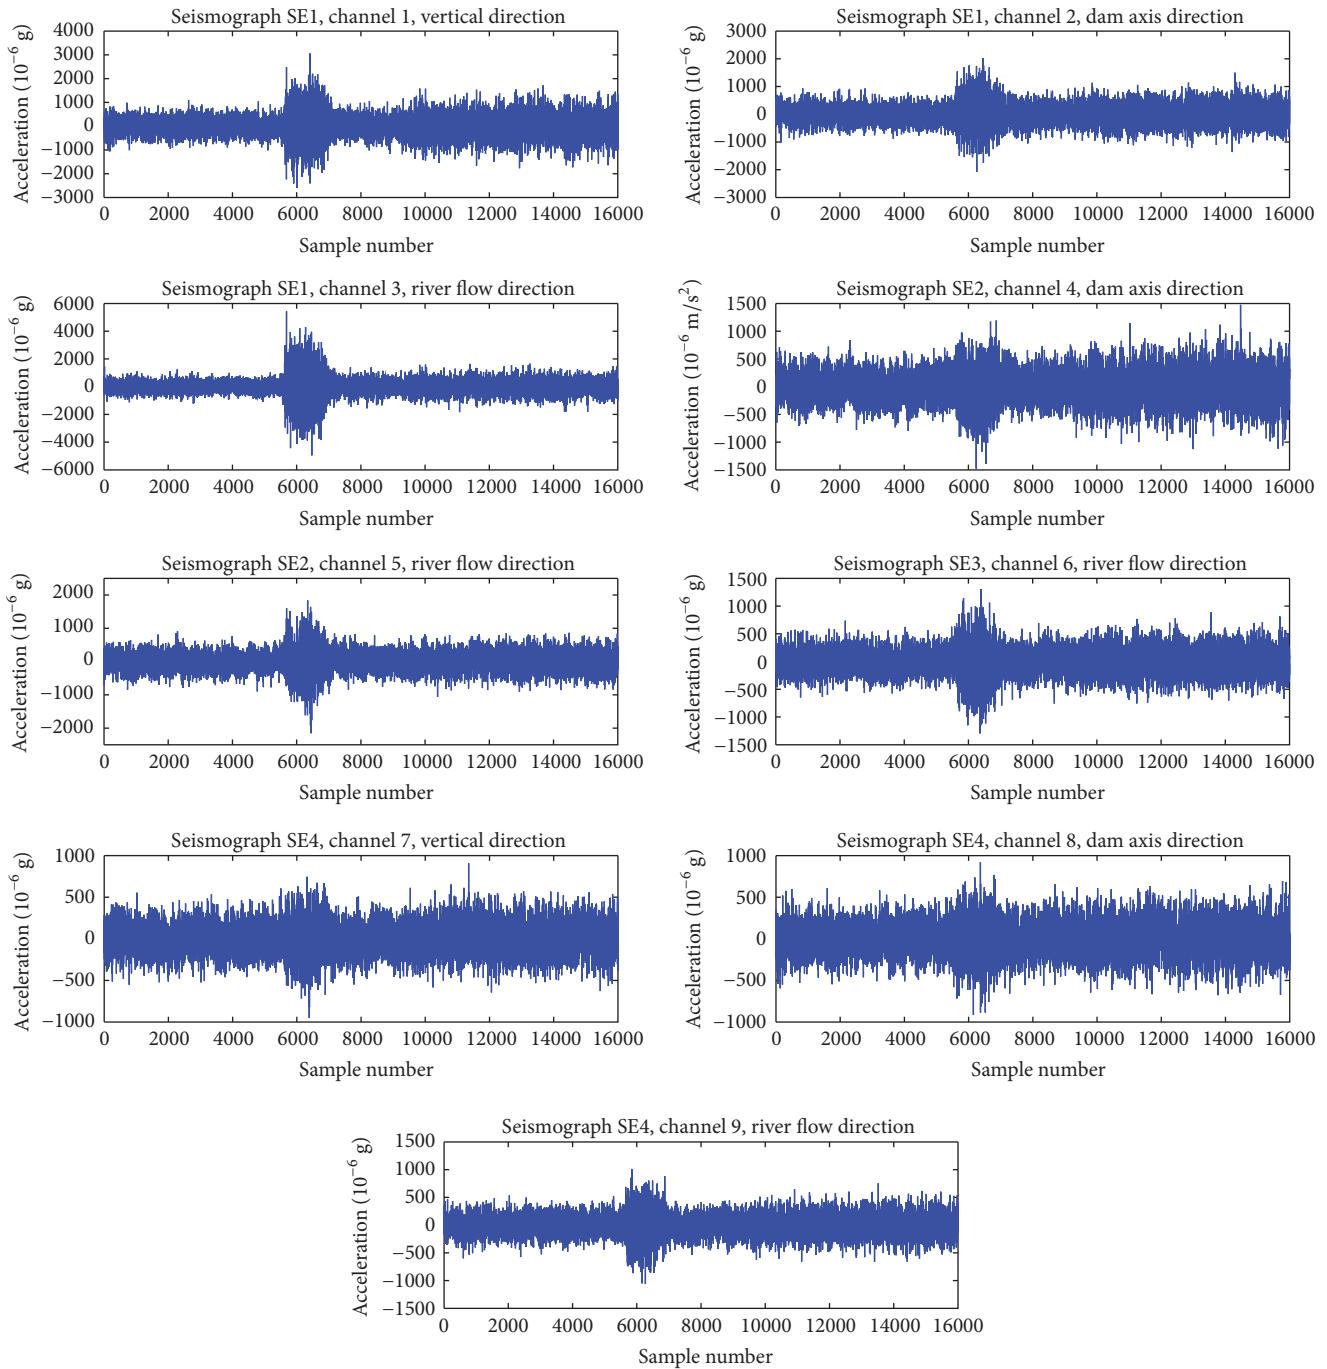 Seismograph SE1, channel 1, vertical direction
Acceleration (10⁻⁶ g)
4000
3000
2000
1000
0
−1000
−2000
−3000
0 2000 4000 6000 8000 10000 12000 14000 16000
Sample number
Seismograph SE1, channel 2, dam axis direction
Acceleration (10⁻⁶ g)
3000
2000
1000
0
−1000
−2000
−3000
0 2000 4000 6000 8000 10000 12000 14000 16000
Sample number
Seismograph SE1, channel 3, river flow direction
Acceleration (10⁻⁶ g)
6000
4000
2000
0
−2000
−4000
−6000
0 2000 4000 6000 8000 10000 12000 14000 16000
Sample number
Seismograph SE2, channel 4, dam axis direction
Acceleration (10⁻⁶ m/s²)
1500
1000
500
0
−500
−1000
−1500
0 2000 4000 6000 8000 10000 12000 14000 16000
Sample number
Seismograph SE2, channel 5, river flow direction
Acceleration (10⁻⁶ g)
2000
1000
0
−1000
−2000
0 2000 4000 6000 8000 10000 12000 14000 16000
Sample number
Seismograph SE3, channel 6, river flow direction
Acceleration (10⁻⁶ g)
1500
1000
500
0
−500
−1000
−1500
0 2000 4000 6000 8000 10000 12000 14000 16000
Sample number
Seismograph SE4, channel 7, vertical direction
Acceleration (10⁻⁶ g)
1000
500
0
−500
−1000
0 2000 4000 6000 8000 10000 12000 14000 16000
Sample number
Seismograph SE4, channel 8, dam axis direction
Acceleration (10⁻⁶ g)
1000
500
0
−500
−1000
0 2000 4000 6000 8000 10000 12000 14000 16000
Sample number
Seismograph SE4, channel 9, river flow direction
Acceleration (10⁻⁶ g)
1500
1000
500
0
−500
−1000
−1500
0 2000 4000 6000 8000 10000 12000 14000 16000
Sample number